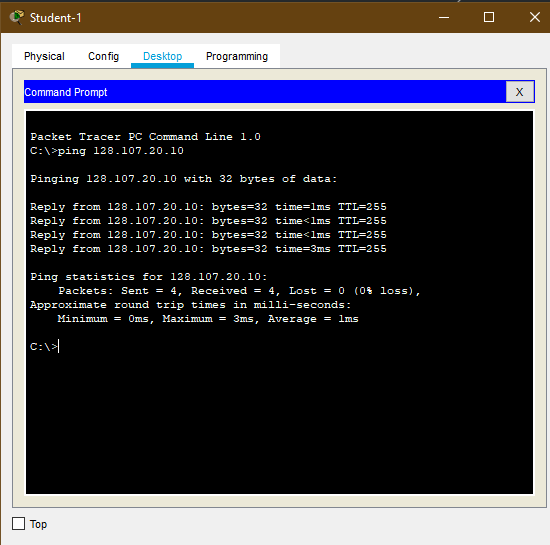 Student-1
Physical Config Desktop Programming
Command Prompt X
Packet Tracer PC Command Line 1.0
C:\>ping 128.107.20.10
Pinging 128.107.20.10 with 32 bytes of data:
Reply from 128.107.20.10: bytes=32 time=1ms TTL=255
Reply from 128.107.20.10: bytes=32 time<1ms TTL=255
Reply from 128.107.20.10: bytes=32 time<1ms TTL=255
Reply from 128.107.20.10: bytes=32 time=3ms TTL=255
Ping statistics for 128.107.20.10:
Packets: Sent = 4, Received = 4, Lost = 0 (0% loss),
Approximate round trip times in milli-seconds:
Minimum = 0ms, Maximum = 3ms, Average = 1ms
C:\>
Top